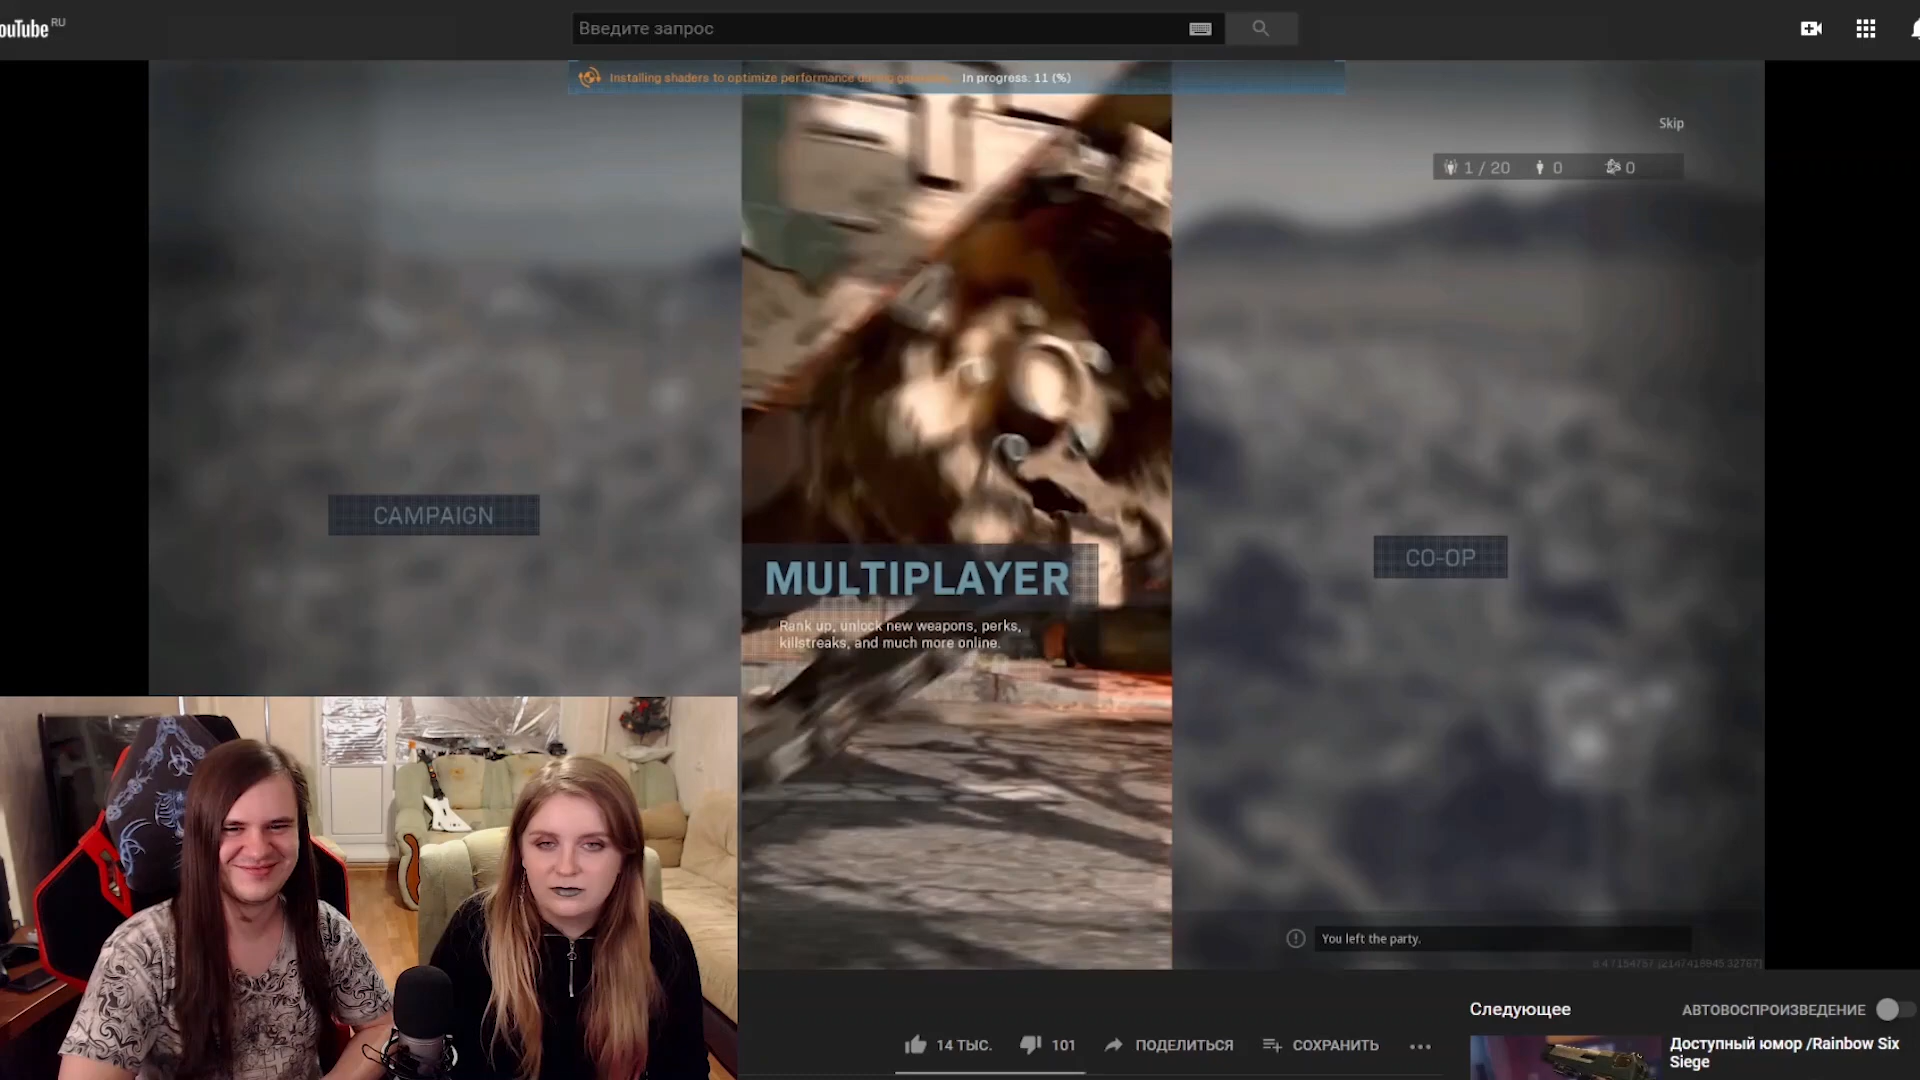 RU
Введите запрос
Installing shaders to optimize performance during gameplay. In progress: 11 (%)
Skip
1 / 20 0 0
CAMPAIGN
CO-OP
MULTIPLAYER
Rank up, unlock new weapons, perks,
killstreaks, and much more online.
You left the party.
14 ТЫС. 101 ПОДЕЛИТЬСЯ СОХРАНИТЬ
Следующее АВТОВОСПРОИЗВЕДЕНИЕ
Доступный юмор /Rainbow Six
Siege